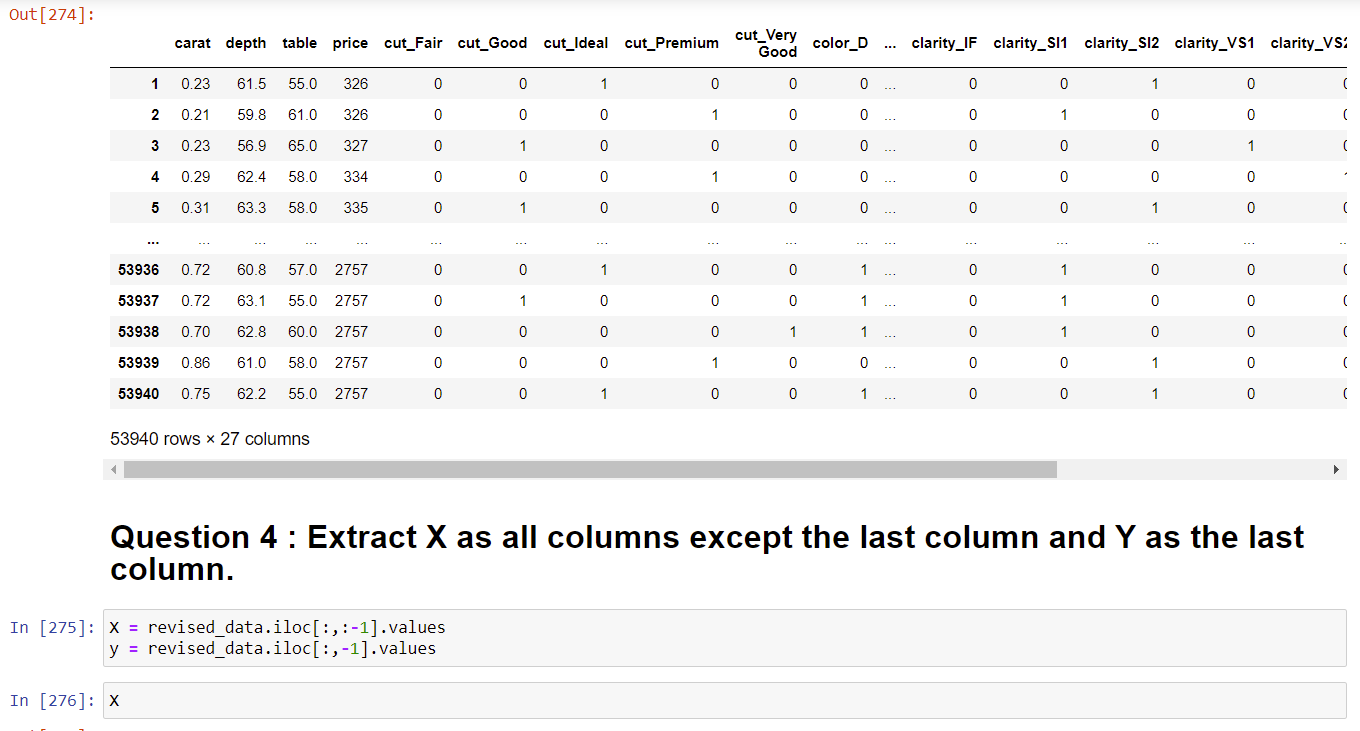 Out[274]:
carat depth table price cut_Fair cut_Good cut_Ideal cut_Premium cut_Very Good color_D ... clarity_IF clarity_SI1 clarity_SI2 clarity_VS1 clarity_VS2
1 0.23 61.5 55.0 326 0 0 1 0 0 0 ... 0 0 1 0
2 0.21 59.8 61.0 326 0 0 0 1 0 0 ... 0 1 0 0
3 0.23 56.9 65.0 327 0 1 0 0 0 0 ... 0 0 0 1
4 0.29 62.4 58.0 334 0 0 0 1 0 0 ... 0 0 0 0
5 0.31 63.3 58.0 335 0 1 0 0 0 0 ... 0 0 1 0
... ... ... ... ... ... ... ... ... ... ... ... ... ... ... ... ...
53936 0.72 60.8 57.0 2757 0 0 1 0 0 1 ... 0 1 0 0
53937 0.72 63.1 55.0 2757 0 1 0 0 0 1 ... 0 1 0 0
53938 0.70 62.8 60.0 2757 0 0 0 0 1 1 ... 0 1 0 0
53939 0.86 61.0 58.0 2757 0 0 0 1 0 0 ... 0 0 1 0
53940 0.75 62.2 55.0 2757 0 0 1 0 0 1 ... 0 0 1 0
53940 rows × 27 columns
Question 4 : Extract X as all columns except the last column and Y as the last
column.
In [275]: X = revised_data.iloc[:,:-1].values
y = revised_data.iloc[:,-1].values
In [276]: X